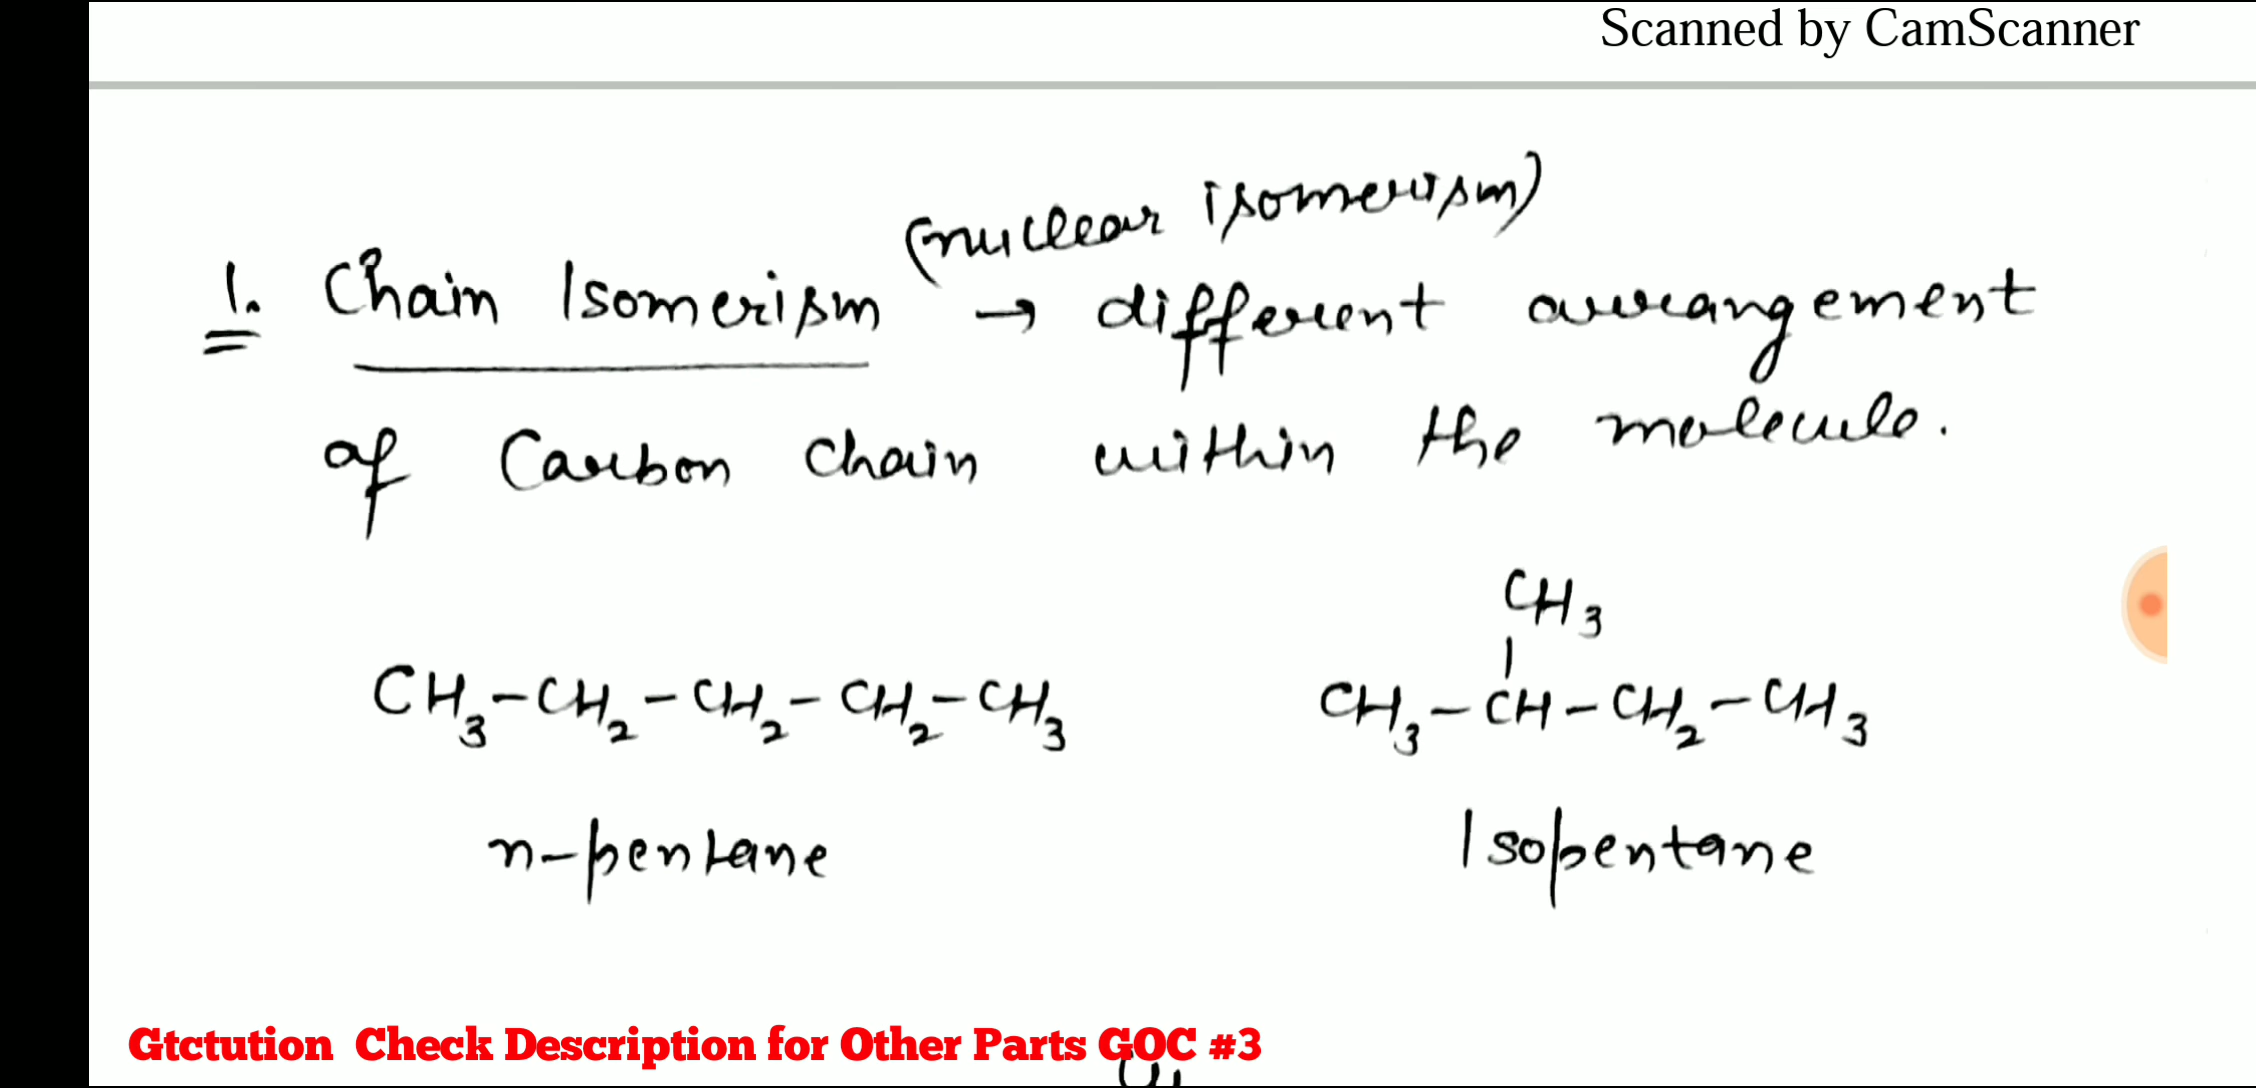 Scanned by CamScanner
(nuclear isomerism)
1. Chain Isomerism → different arrangement
of Carbon chain within the molecule.
CH3
|
CH3-CH2-CH2-CH2-CH3 CH3-CH-CH2-CH3
n-pentane Isopentane
Gtctution Check Description for Other Parts GOC #3